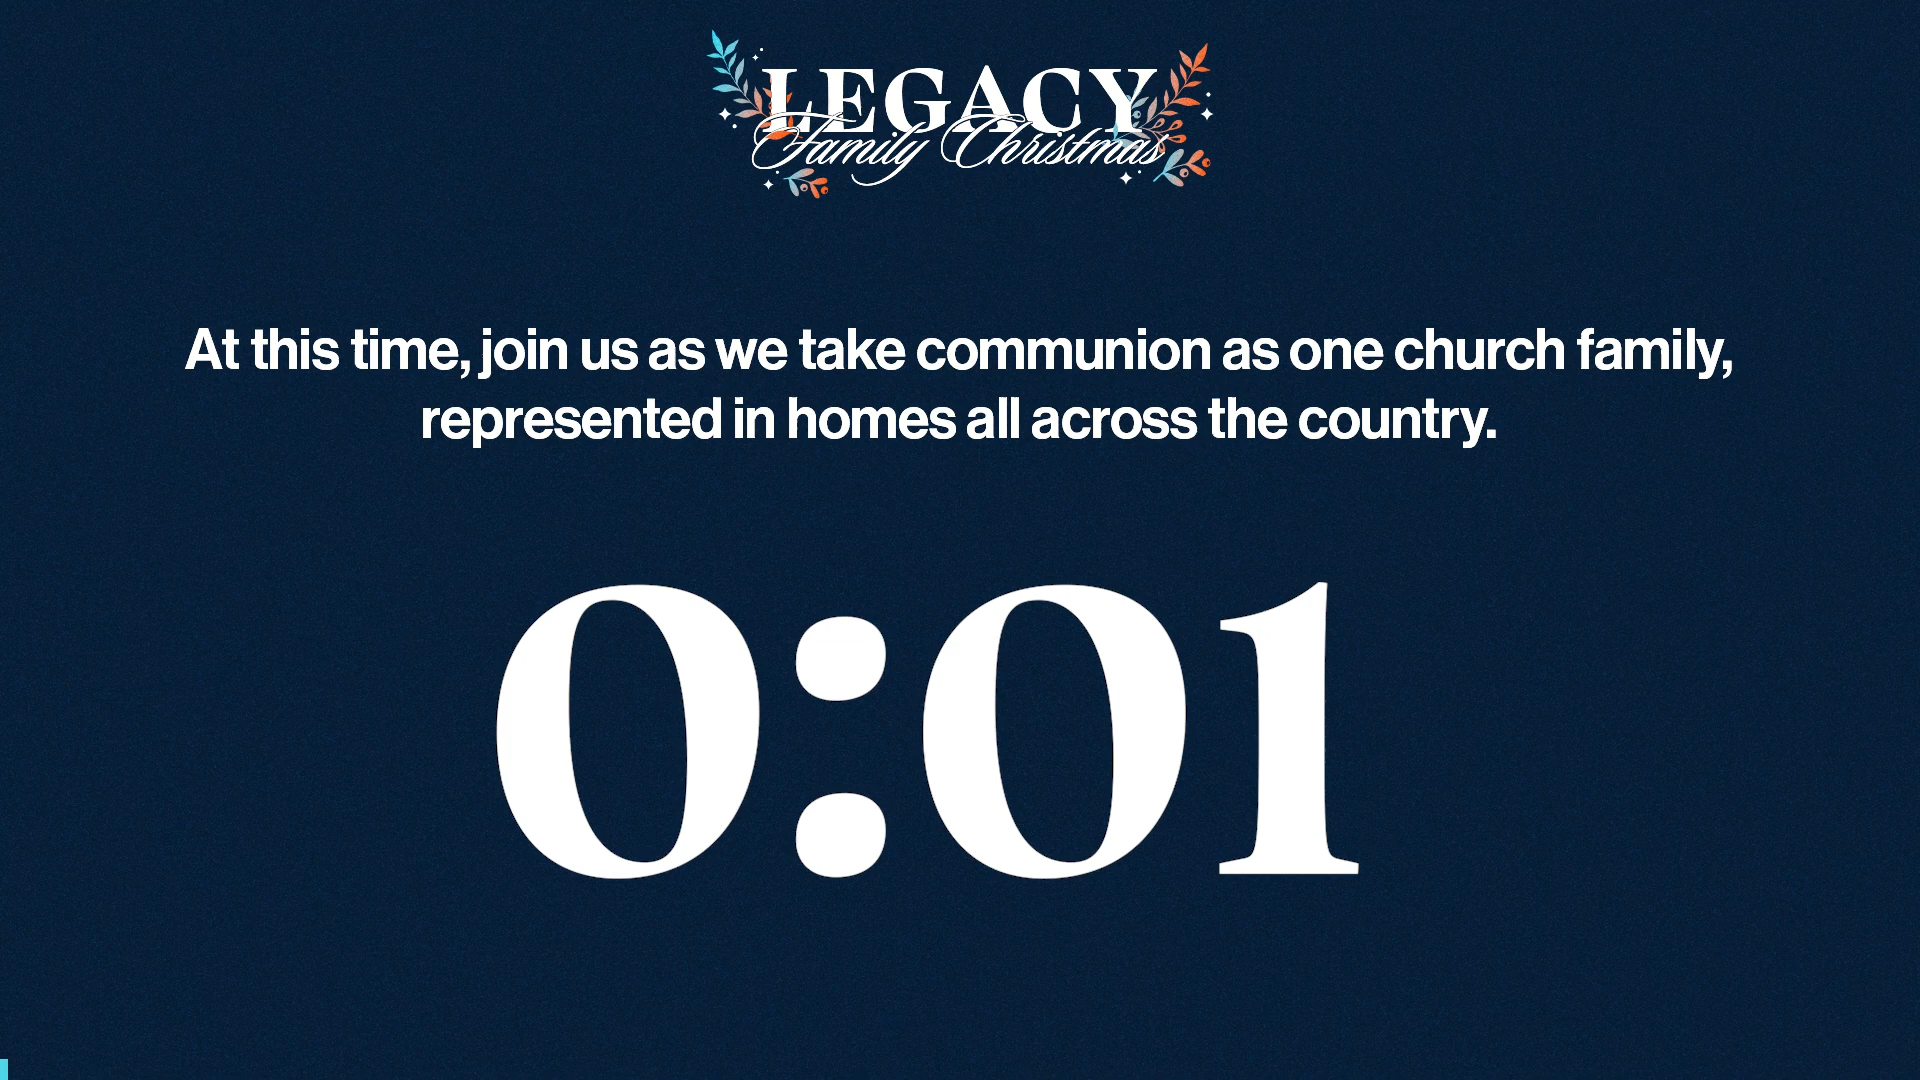 LEGACY
Family Christmas
At this time, join us as we take communion as one church family,
represented in homes all across the country.
0:01